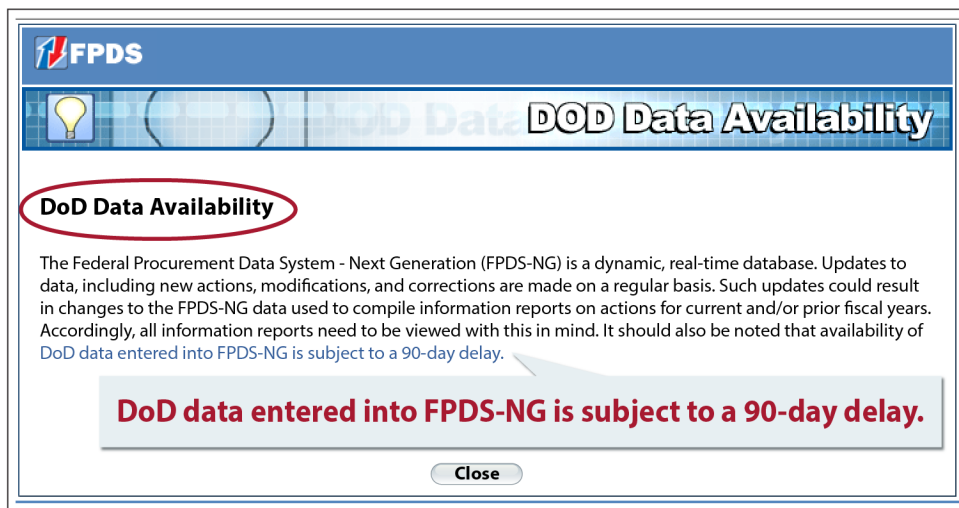 FPDS
DOD Data Availability
DoD Data Availability
The Federal Procurement Data System - Next Generation (FPDS-NG) is a dynamic, real-time database. Updates to
data, including new actions, modifications, and corrections are made on a regular basis. Such updates could result
in changes to the FPDS-NG data used to compile information reports on actions for current and/or prior fiscal years.
Accordingly, all information reports need to be viewed with this in mind. It should also be noted that availability of
DoD data entered into FPDS-NG is subject to a 90-day delay.
DoD data entered into FPDS-NG is subject to a 90-day delay.
Close